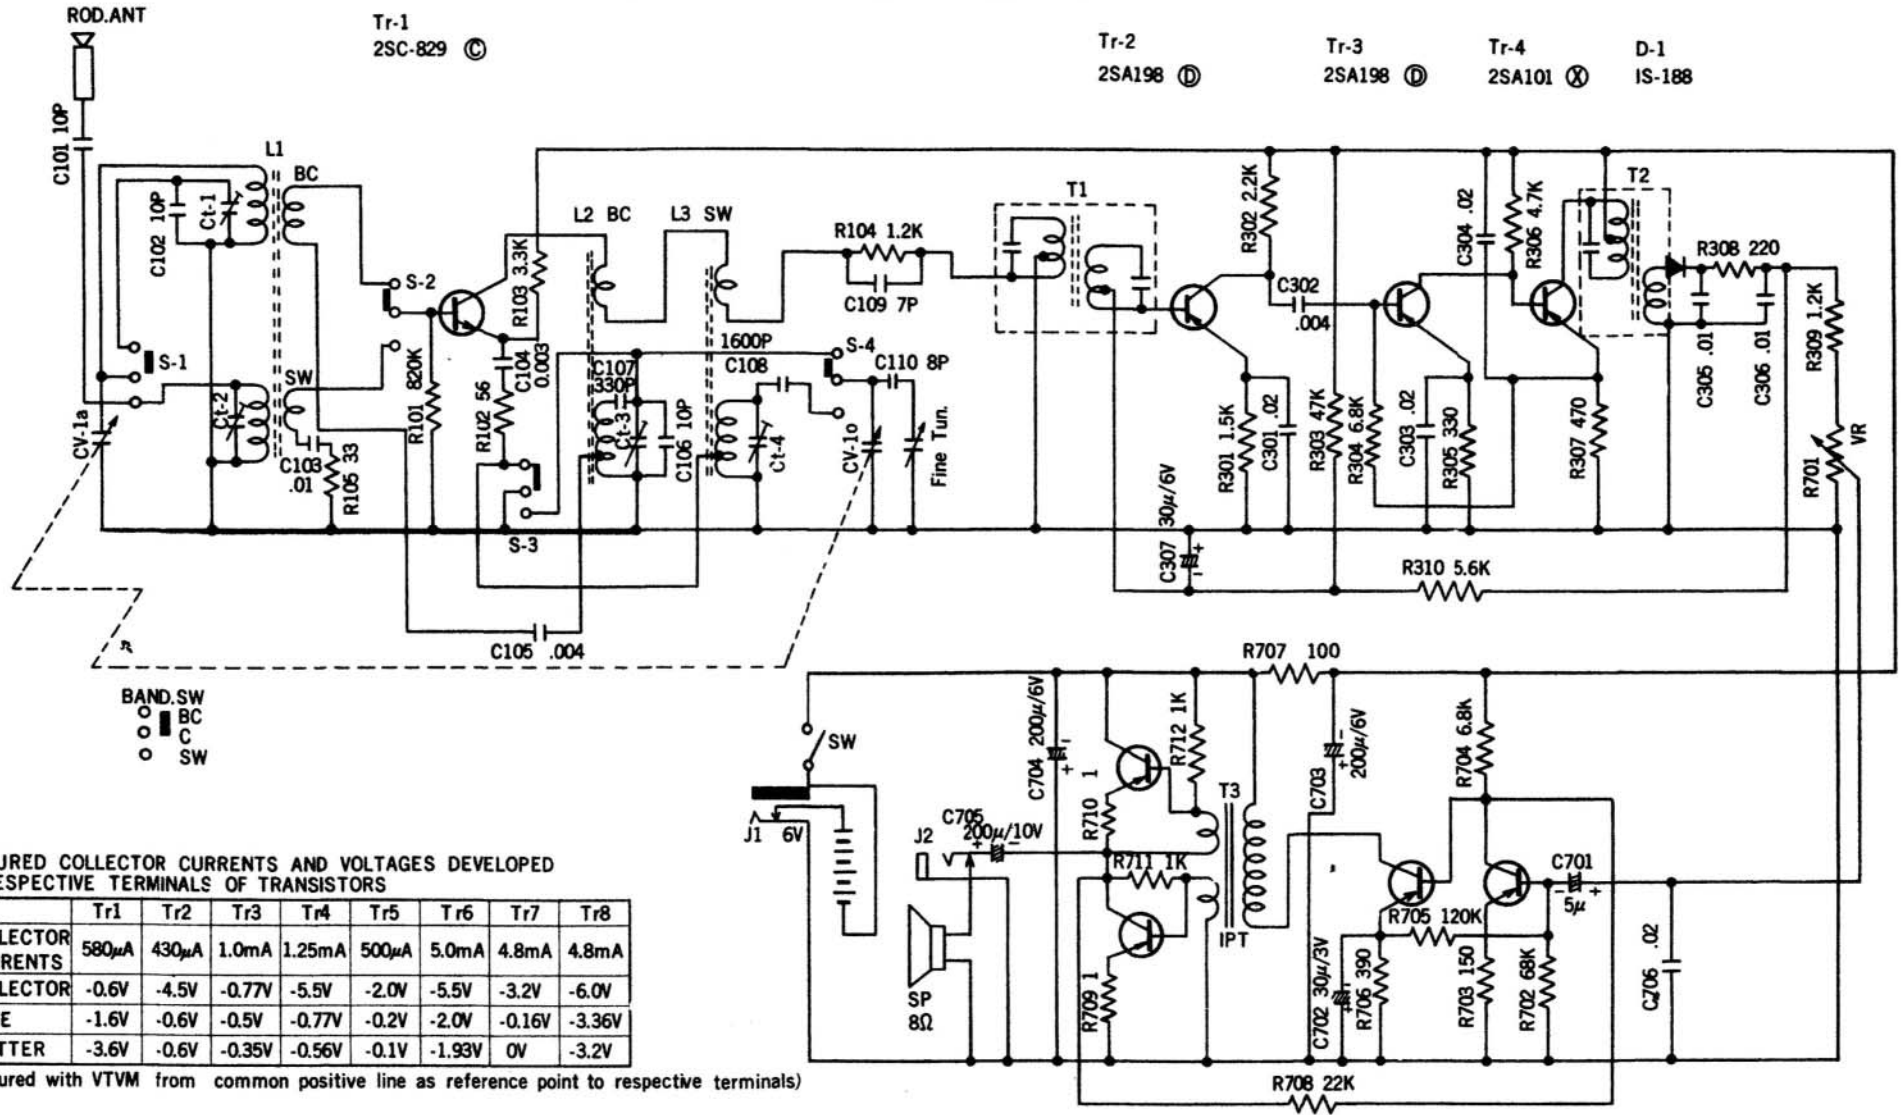 ROD.ANT
Tr-1
2SC-829 Ⓒ
Tr-2
2SA198 Ⓓ
Tr-3
2SA198 Ⓓ
Tr-4
2SA101 Ⓧ
D-1
IS-188
C101 10P
L1
BC
C102 10P
Ct-1
S-1
Ct-2
SW
CV-1a
C103
.01
R105 33
S-2
R101 820K
R103 3.3K
C104
0.003
R102 56
S-3
C105 .004
L2 BC
L3 SW
C107
330P
Ct-3
C106 10P
1600P
C108
Ct-4
S-4
C110 8P
CV-1o
Fine Tun.
R104 1.2K
C109 7P
T1
R302 2.2K
C302
.004
R301 1.5K
C301 .02
C307 30μ/6V
+
-
R303 47K
R304 6.8K
C303 .02
R305 330
C304 .02
R306 4.7K
R307 470
T2
R308 220
C305 .01
C306 .01
R309 1.2K
R701
VR
R310 5.6K
BAND.SW
BC
C
SW
SW
J1 6V
R707 100
C704 200μ/6V
-
+
R712 1K
R710 1
T3
IPT
C703
200μ/6V
-
+
R704 6.8K
J2
C705
200μ/10V
+
-
R711 1K
R709 1
SP
8Ω
R705 120K
C701
5μ
-
+
C702 30μ/3V
R706 390
R703 150
R702 68K
C706 .02
R708 22K
URED COLLECTOR CURRENTS AND VOLTAGES DEVELOPED
ESPECTIVE TERMINALS OF TRANSISTORS
Tr1 Tr2 Tr3 Tr4 Tr5 Tr6 Tr7 Tr8
LECTOR
RENTS 580μA 430μA 1.0mA 1.25mA 500μA 5.0mA 4.8mA 4.8mA
LECTOR -0.6V -4.5V -0.77V -5.5V -2.0V -5.5V -3.2V -6.0V
E -1.6V -0.6V -0.5V -0.77V -0.2V -2.0V -0.16V -3.36V
TTER -3.6V -0.6V -0.35V -0.56V -0.1V -1.93V 0V -3.2V
ured with VTVM from common positive line as reference point to respective terminals)